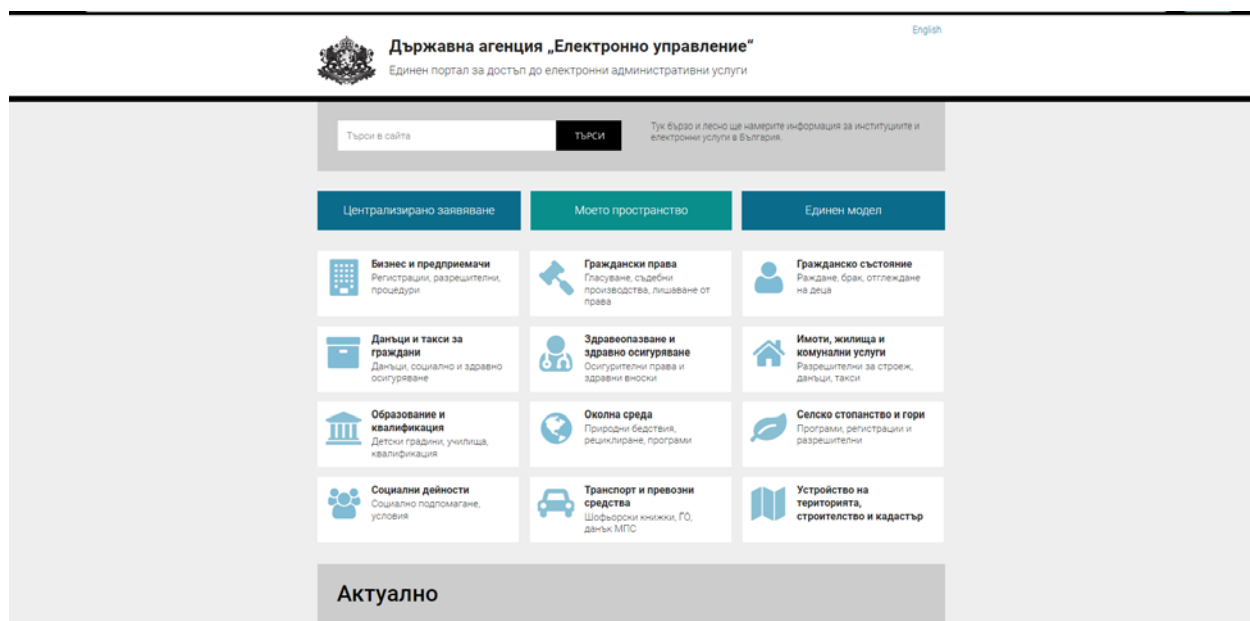 English
Държавна агенция „Електронно управление“
Единен портал за достъп до електронни административни услуги
Търси в сайта
ТЪРСИ
Тук бързо и лесно ще намерите информация за институциите и
електронни услуги в България.
Централизирано заявяване
Моето пространство
Единен модел
Бизнес и предприемачи
Регистрации, разрешителни,
процедури
Граждански права
Гласуване, съдебни
производства, лишаване от
права
Гражданско състояние
Раждане, брак, отглеждане
на деца
Данъци и такси за
граждани
Данъци, социално и здравно
осигуряване
Здравеопазване и
здравно осигуряване
Осигурителни права и
здравни вноски
Имоти, жилища и
комунални услуги
Разрешителни за строеж,
данъци, такси
Образование и
квалификация
Детски градини, училища,
квалификация
Околна среда
Природни бедствия,
рециклиране, програми
Селско стопанство и гори
Програми, регистрации и
разрешителни
Социални дейности
Социално подпомагане,
условия
Транспорт и превозни
средства
Шофьорски книжки, ГО,
данък МПС
Устройство на
територията,
строителство и кадастър
Актуално